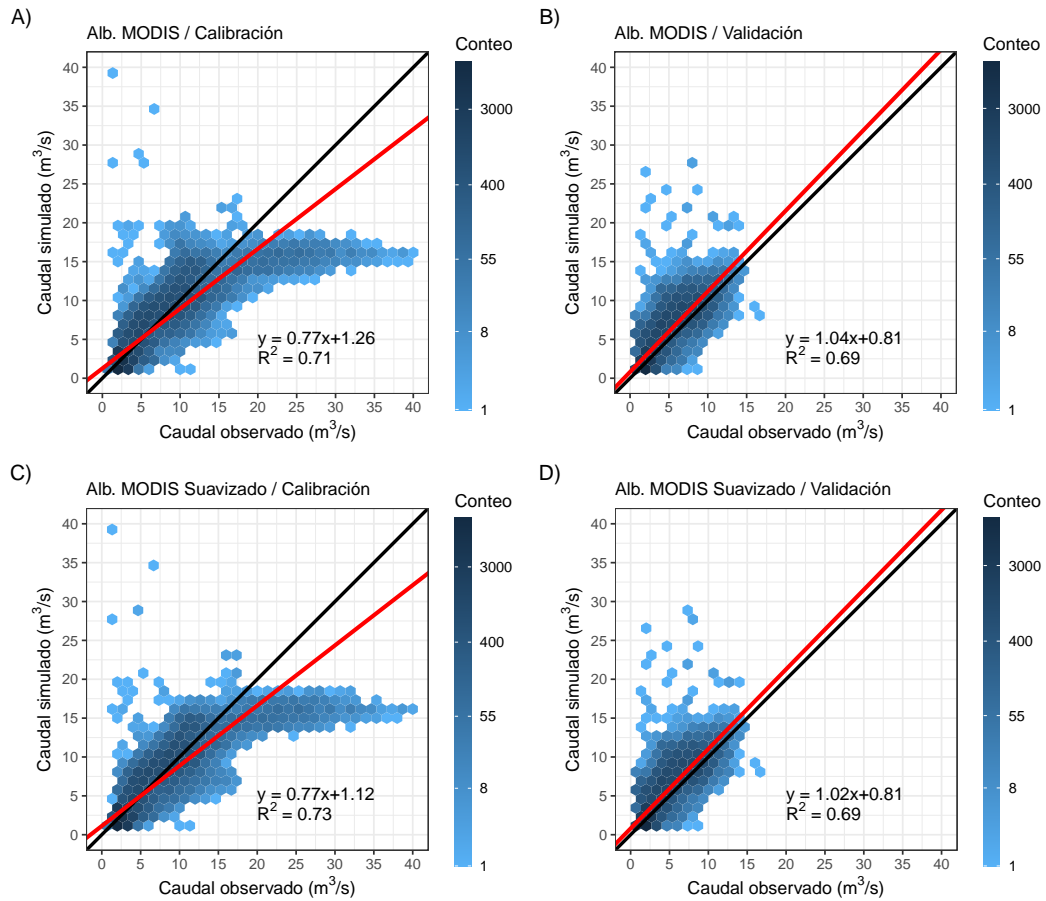 A)
Alb. MODIS / Calibración
Caudal simulado (m³/s)
40
35
30
25
20
15
10
5
0
0 5 10 15 20 25 30 35 40
Caudal observado (m³/s)
y = 0.77x+1.26
R² = 0.71
Conteo
3000
400
55
8
1
B)
Alb. MODIS / Validación
Caudal simulado (m³/s)
40
35
30
25
20
15
10
5
0
0 5 10 15 20 25 30 35 40
Caudal observado (m³/s)
y = 1.04x+0.81
R² = 0.69
Conteo
3000
400
55
8
1
C)
Alb. MODIS Suavizado / Calibración
Caudal simulado (m³/s)
40
35
30
25
20
15
10
5
0
0 5 10 15 20 25 30 35 40
Caudal observado (m³/s)
y = 0.77x+1.12
R² = 0.73
Conteo
3000
400
55
8
1
D)
Alb. MODIS Suavizado / Validación
Caudal simulado (m³/s)
40
35
30
25
20
15
10
5
0
0 5 10 15 20 25 30 35 40
Caudal observado (m³/s)
y = 1.02x+0.81
R² = 0.69
Conteo
3000
400
55
8
1